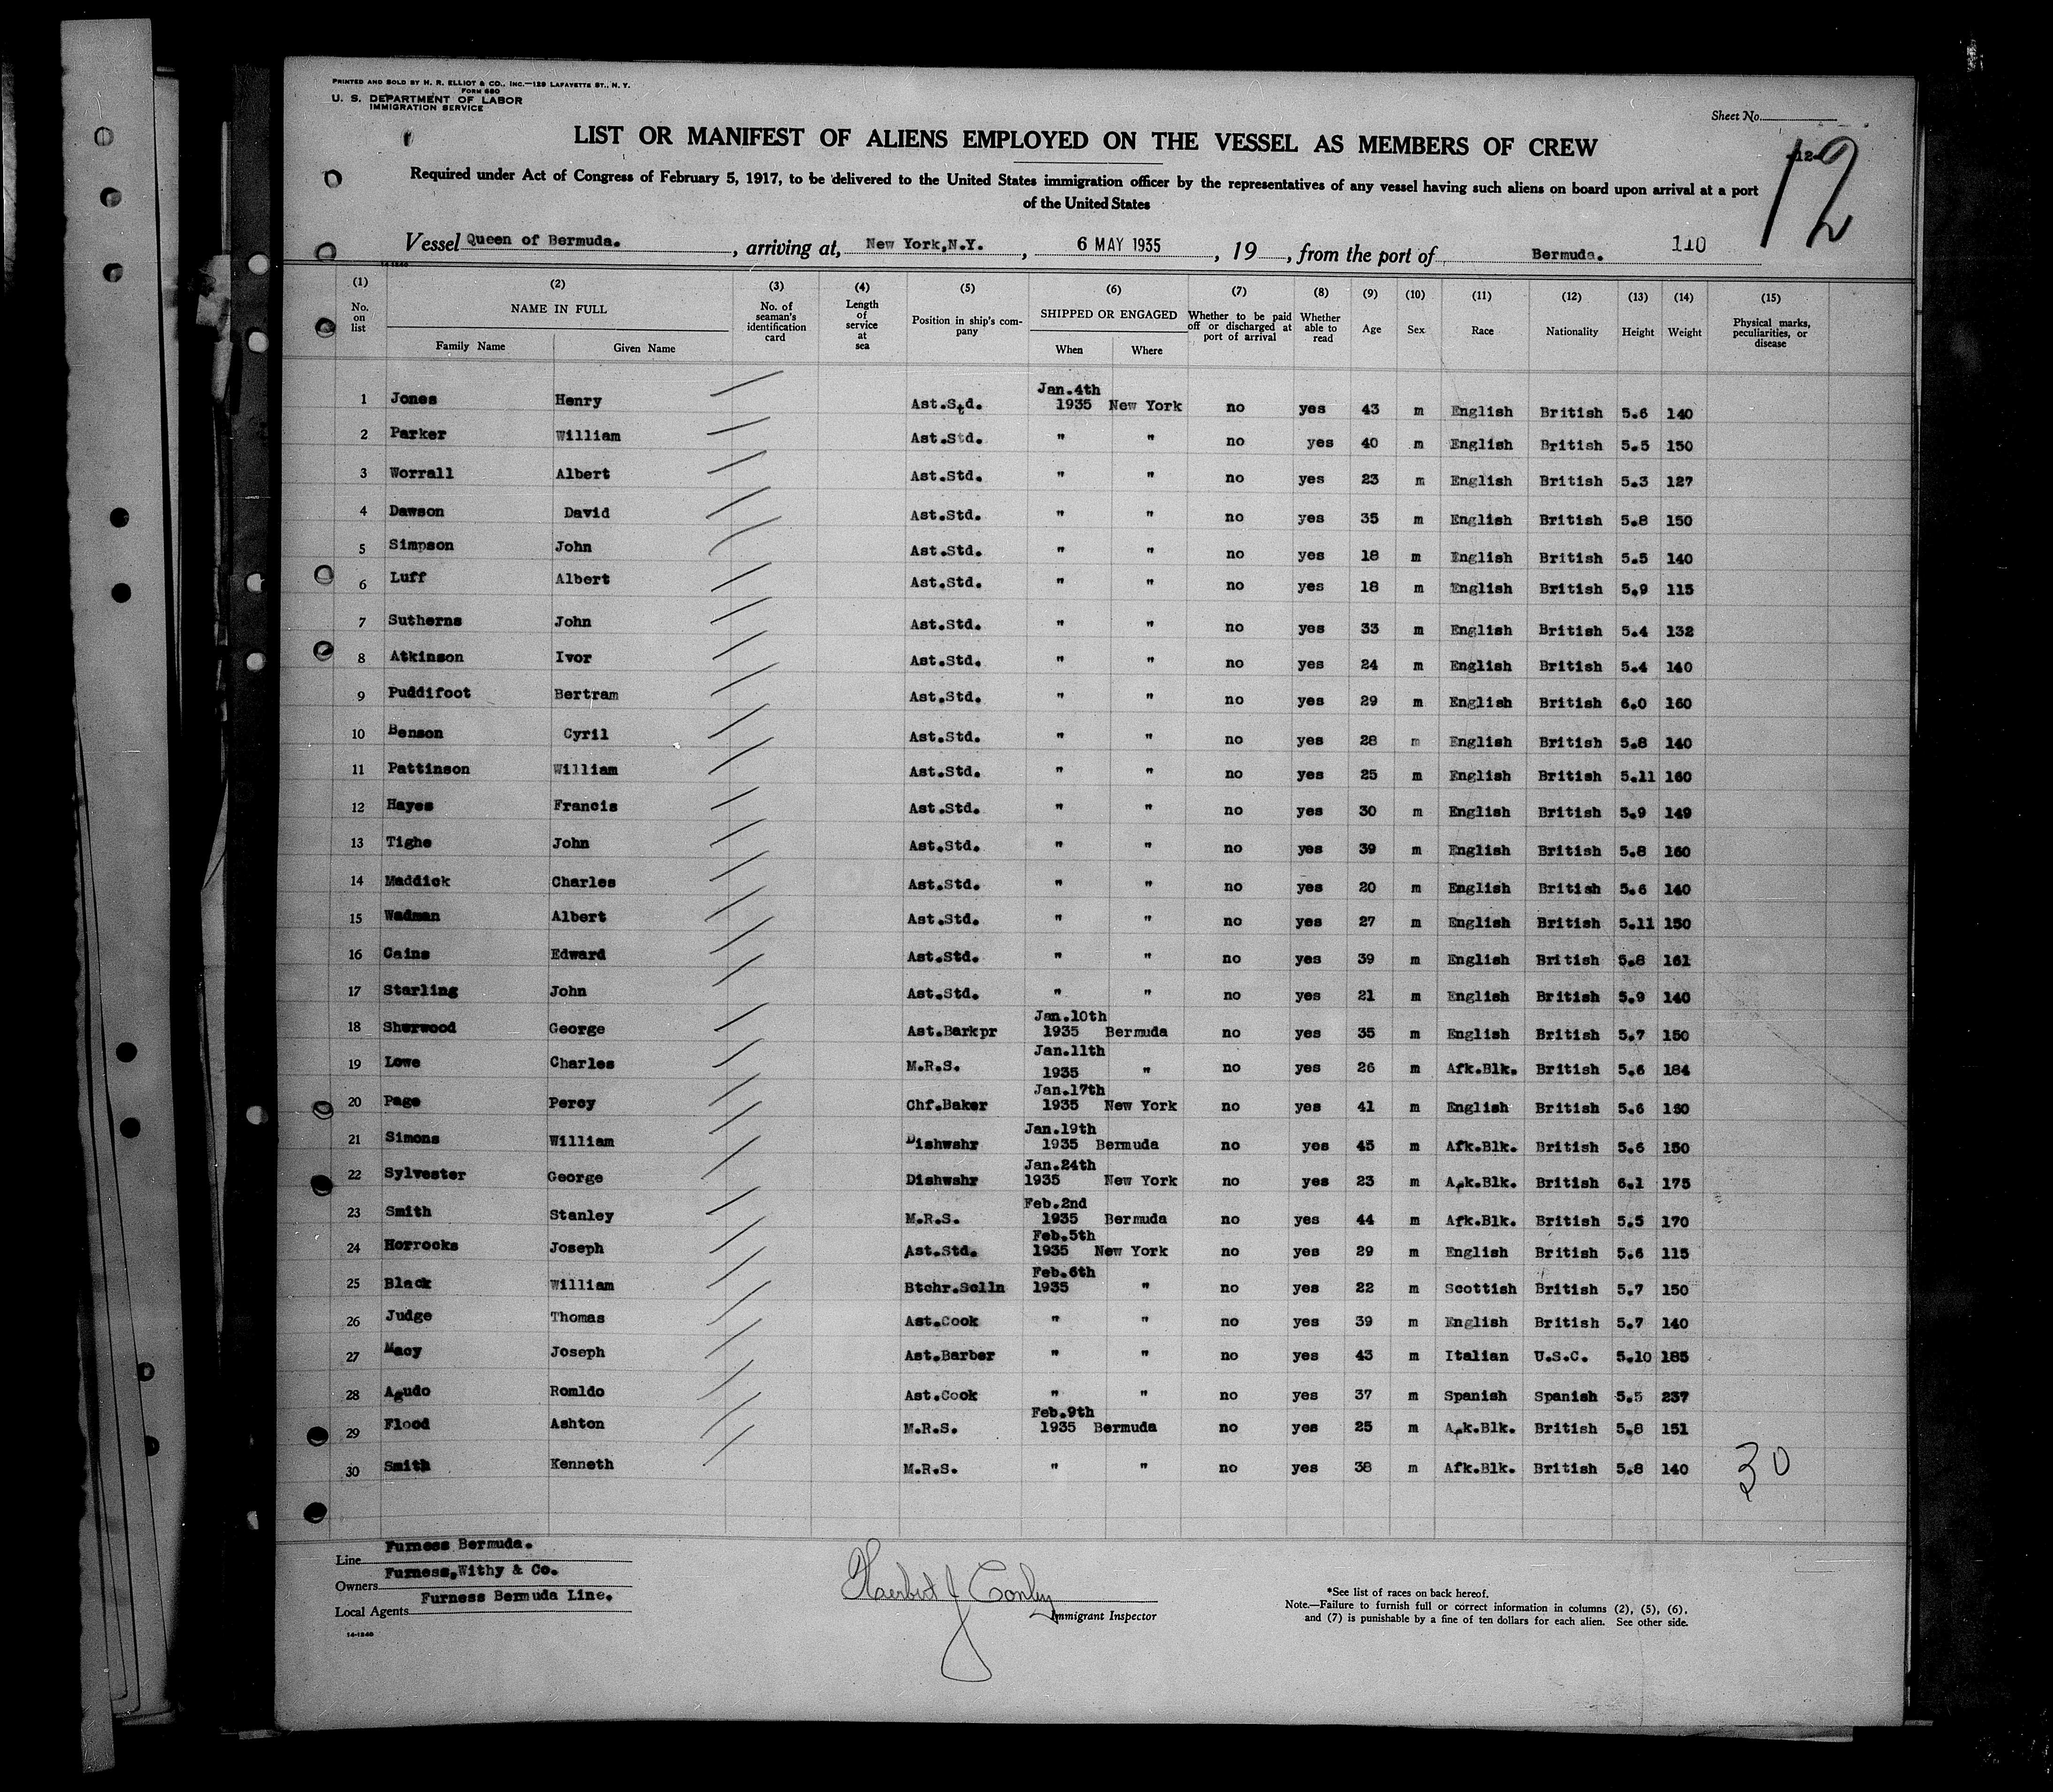 PRINTED AND SOLD BY H. R. ELLIOT & CO., INC.—129 LAFAYETTE ST., N. Y.
FORM 680
U. S. DEPARTMENT OF LABOR
IMMIGRATION SERVICE
Sheet No.
LIST OR MANIFEST OF ALIENS EMPLOYED ON THE VESSEL AS MEMBERS OF CREW
-12-
12
Required under Act of Congress of February 5, 1917, to be delivered to the United States immigration officer by the representatives of any vessel having such aliens on board upon arrival at a port
of the United States
Vessel Queen of Bermuda. , arriving at, New York,N.Y. , 6 MAY 1935 , 19 , from the port of Bermuda. 110
14-1240
(1) (2) (3) (4) (5) (6) (7) (8) (9) (10) (11) (12) (13) (14) (15)
No. on list NAME IN FULL Family Name Given Name No. of seaman's identification card Length of service at sea Position in ship's company SHIPPED OR ENGAGED When Where Whether to be paid off or discharged at port of arrival Whether able to read Age Sex Race Nationality Height Weight Physical marks, peculiarities, or disease
1 Jones Henry Ast.Std. Jan.4th 1935 New York no yes 43 m English British 5.6 140
2 Parker William Ast.Std. " " no yes 40 m English British 5.5 150
3 Worrall Albert Ast.Std. " " no yes 23 m English British 5.3 127
4 Dawson David Ast.Std. " " no yes 35 m English British 5.8 150
5 Simpson John Ast.Std. " " no yes 18 m English British 5.5 140
6 Luff Albert Ast.Std. " " no yes 18 m English British 5.9 115
7 Sutherns John Ast.Std. " " no yes 33 m English British 5.4 132
8 Atkinson Ivor Ast.Std. " " no yes 24 m English British 5.4 140
9 Puddifoot Bertram Ast.Std. " " no yes 29 m English British 6.0 160
10 Benson Cyril Ast.Std. " " no yes 28 m English British 5.8 140
11 Pattinson William Ast.Std. " " no yes 25 m English British 5.11 160
12 Hayes Francis Ast.Std. " " no yes 30 m English British 5.9 149
13 Tighe John Ast.Std. " " no yes 39 m English British 5.8 160
14 Maddick Charles Ast.Std. " " no yes 20 m English British 5.6 140
15 Wadman Albert Ast.Std. " " no yes 27 m English British 5.11 150
16 Cains Edward Ast.Std. " " no yes 39 m English British 5.8 161
17 Starling John Ast.Std. " " no yes 21 m English British 5.9 140
18 Sherwood George Ast.Barkpr Jan.10th 1935 Bermuda no yes 35 m English British 5.7 150
19 Lowe Charles M.R.S. Jan.11th 1935 " no yes 26 m Afk.Blk. British 5.6 184
20 Page Percy Chf.Baker Jan.17th 1935 New York no yes 41 m English British 5.6 150
21 Simons William Dishwshr Jan.19th 1935 Bermuda no yes 45 m Afk.Blk. British 5.6 150
22 Sylvester George Dishwshr Jan.24th 1935 New York no yes 23 m Afk.Blk. British 6.1 175
23 Smith Stanley M.R.S. Feb.2nd 1935 Bermuda no yes 44 m Afk.Blk. British 5.5 170
24 Horrocks Joseph Ast.Std. Feb.5th 1935 New York no yes 29 m English British 5.6 115
25 Black William Btchr.Sclln Feb.6th 1935 " no yes 22 m Scottish British 5.7 150
26 Judge Thomas Ast.Cook " " no yes 39 m English British 5.7 140
27 Macy Joseph Ast.Barber " " no yes 43 m Italian U.S.C. 5.10 185
28 Agudo Romldo Ast.Cook " " no yes 37 m Spanish Spanish 5.5 237
29 Flood Ashton M.R.S. Feb.9th 1935 Bermuda no yes 25 m Afk.Blk. British 5.8 151
30 Smith Kenneth M.R.S. " " no yes 38 m Afk.Blk. British 5.8 140
30
Line Furness Bermuda.
Owners Furness,Withy & Co.
Local Agents Furness Bermuda Line.
14-1240
Herbert J Conley
Immigrant Inspector
*See list of races on back hereof.
Note.—Failure to furnish full or correct information in columns (2), (5), (6),
and (7) is punishable by a fine of ten dollars for each alien. See other side.